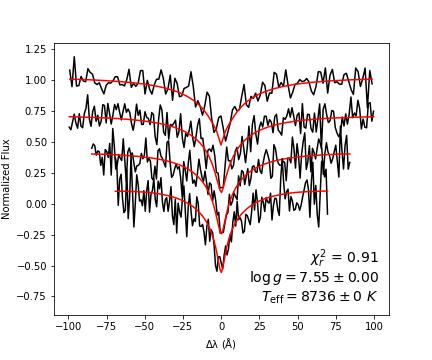 1.25
1.00
0.75
0.50
0.25
0.00
−0.25
−0.50
−0.75
Normalized Flux
χ²ᵣ = 0.91
log g = 7.55 ± 0.00
T_eff = 8736 ± 0 K
−100 −75 −50 −25 0 25 50 75 100
Δλ (Å)